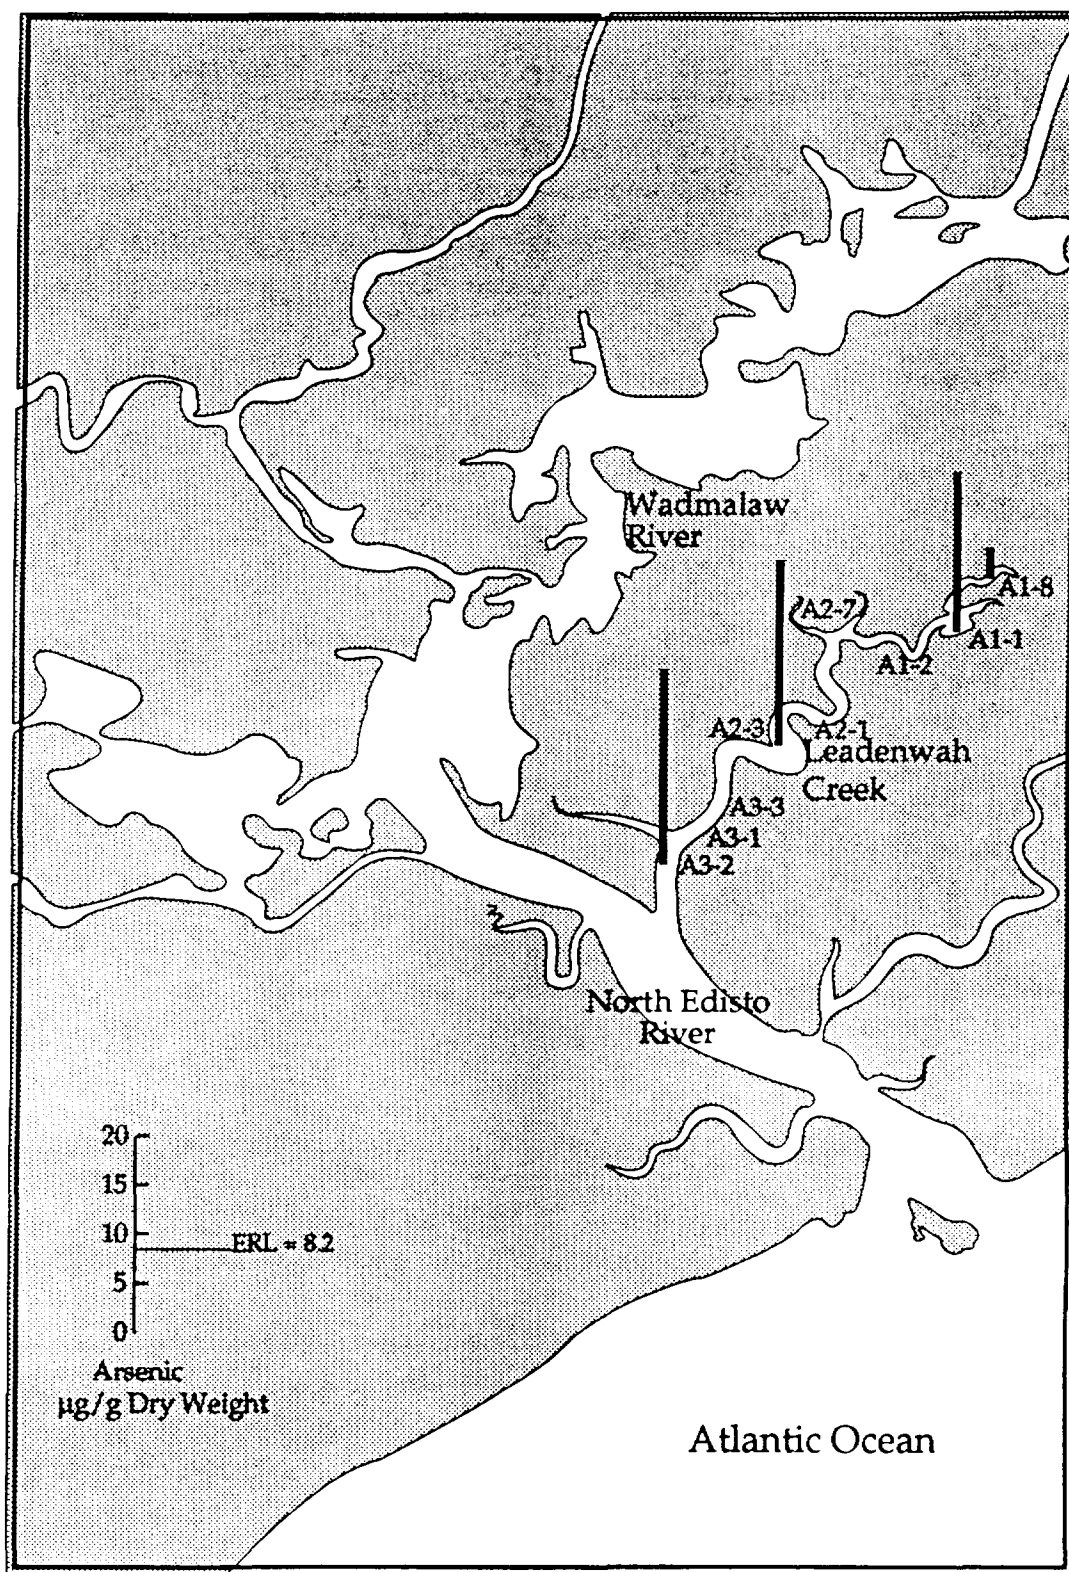 Wadmalaw
River
A1-8
A2-7
A1-1
A1-2
A2-3
A2-1
Leadenwah
Creek
A3-3
A3-1
A3-2
North Edisto
River
20
15
10
ERL = 8.2
5
0
Arsenic
µg/g Dry Weight
Atlantic Ocean